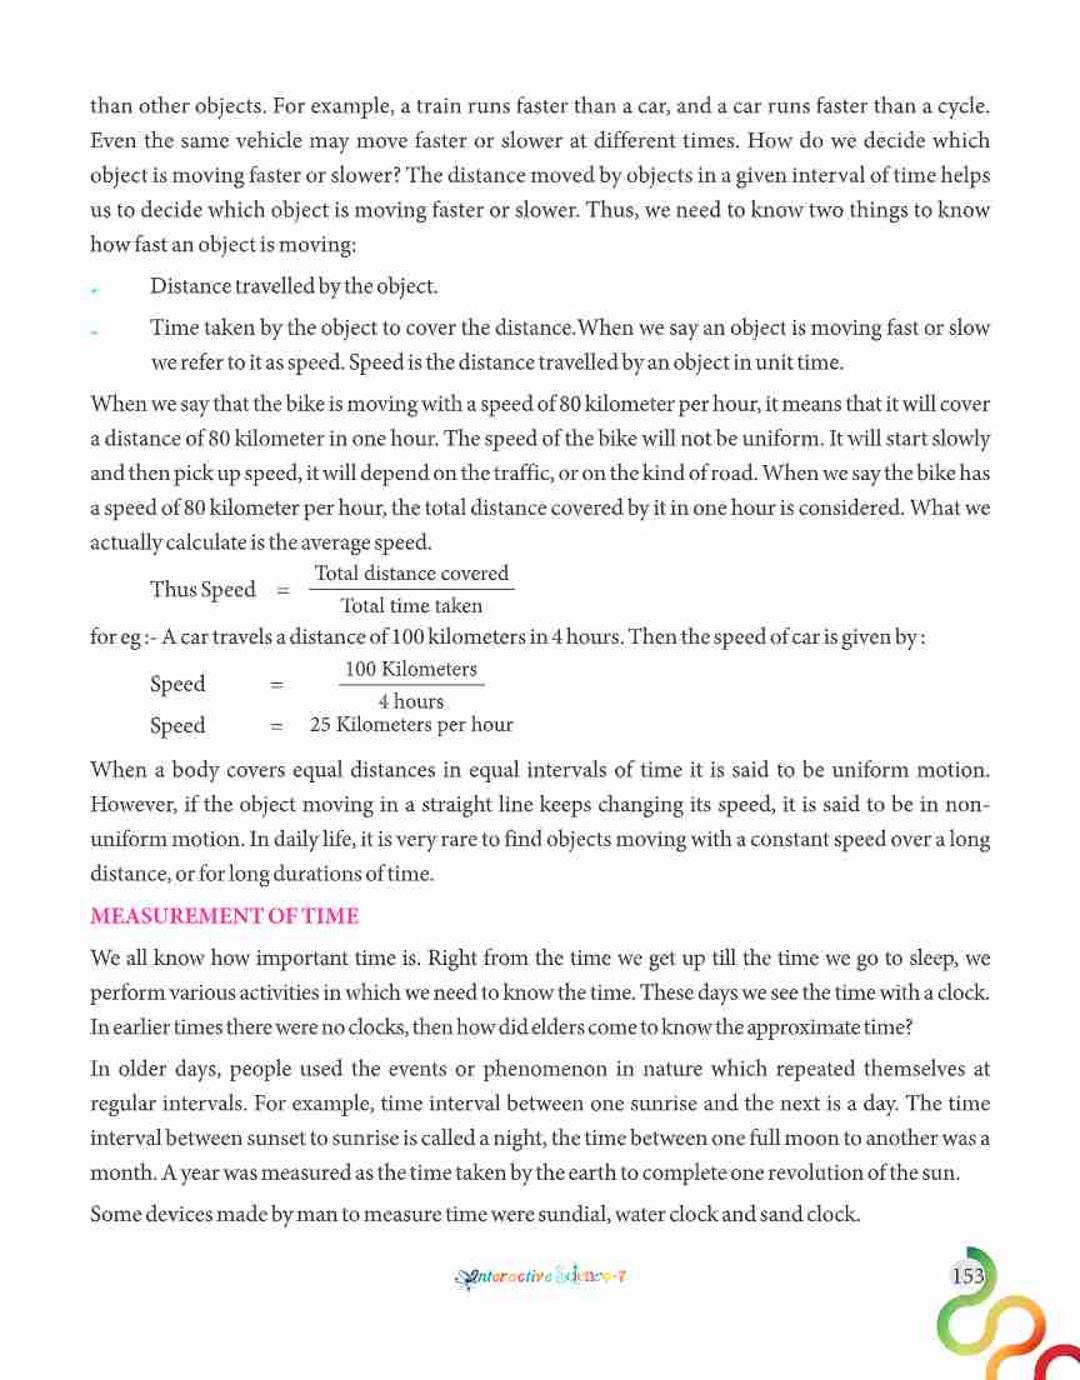 than other objects. For example, a train runs faster than a car, and a car runs faster than a cycle.
Even the same vehicle may move faster or slower at different times. How do we decide which
object is moving faster or slower? The distance moved by objects in a given interval of time helps
us to decide which object is moving faster or slower. Thus, we need to know two things to know
how fast an object is moving:
Distance travelled by the object.
Time taken by the object to cover the distance.When we say an object is moving fast or slow
we refer to it as speed. Speed is the distance travelled by an object in unit time.
When we say that the bike is moving with a speed of 80 kilometer per hour, it means that it will cover
a distance of 80 kilometer in one hour. The speed of the bike will not be uniform. It will start slowly
and then pick up speed, it will depend on the traffic, or on the kind of road. When we say the bike has
a speed of 80 kilometer per hour, the total distance covered by it in one hour is considered. What we
actually calculate is the average speed.
Total distance covered
Thus Speed =
Total time taken
for eg :- A car travels a distance of 100 kilometers in 4 hours. Then the speed of car is given by :
100 Kilometers
Speed =
4 hours
Speed = 25 Kilometers per hour
When a body covers equal distances in equal intervals of time it is said to be uniform motion.
However, if the object moving in a straight line keeps changing its speed, it is said to be in non-
uniform motion. In daily life, it is very rare to find objects moving with a constant speed over a long
distance, or for long durations of time.
MEASUREMENT OF TIME
We all know how important time is. Right from the time we get up till the time we go to sleep, we
perform various activities in which we need to know the time. These days we see the time with a clock.
In earlier times there were no clocks, then how did elders come to know the approximate time?
In older days, people used the events or phenomenon in nature which repeated themselves at
regular intervals. For example, time interval between one sunrise and the next is a day. The time
interval between sunset to sunrise is called a night, the time between one full moon to another was a
month. A year was measured as the time taken by the earth to complete one revolution of the sun.
Some devices made by man to measure time were sundial, water clock and sand clock.
Interactive Science-7
153